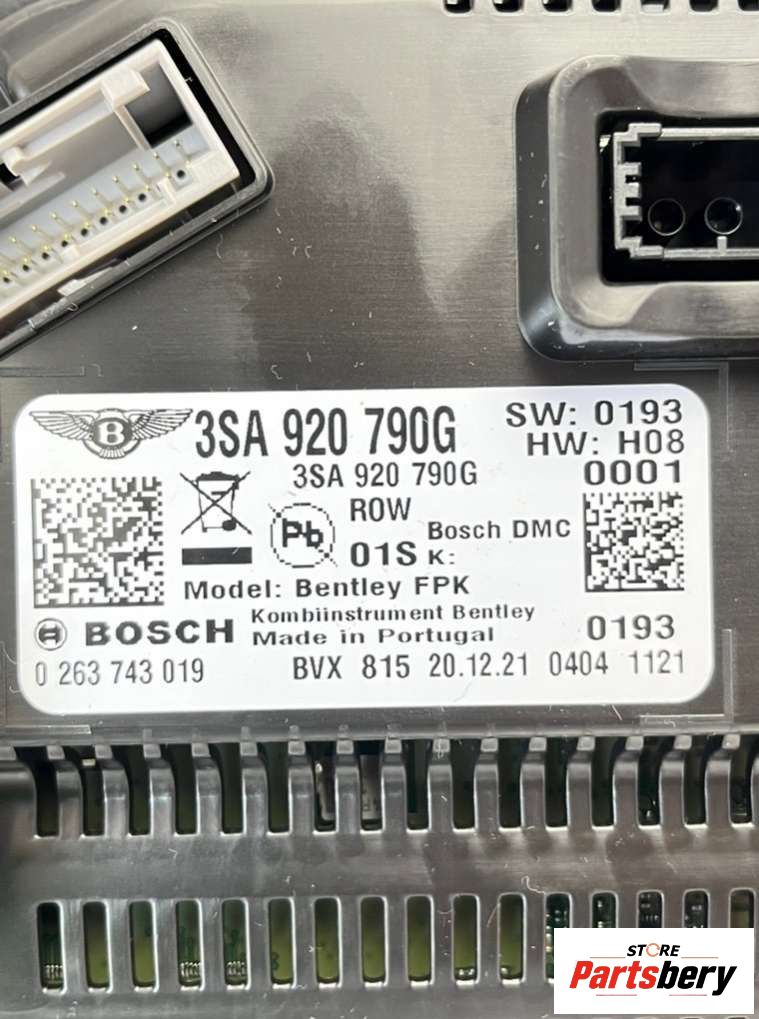 B
3SA 920 790G
SW: 0193
HW: H08
3SA 920 790G
0001
Pb
ROW
Bosch DMC
01S K:
Model: Bentley FPK
BOSCH
Kombiinstrument Bentley
Made in Portugal
0193
0 263 743 019
BVX 815 20.12.21 0404 1121
STORE
Partsbery